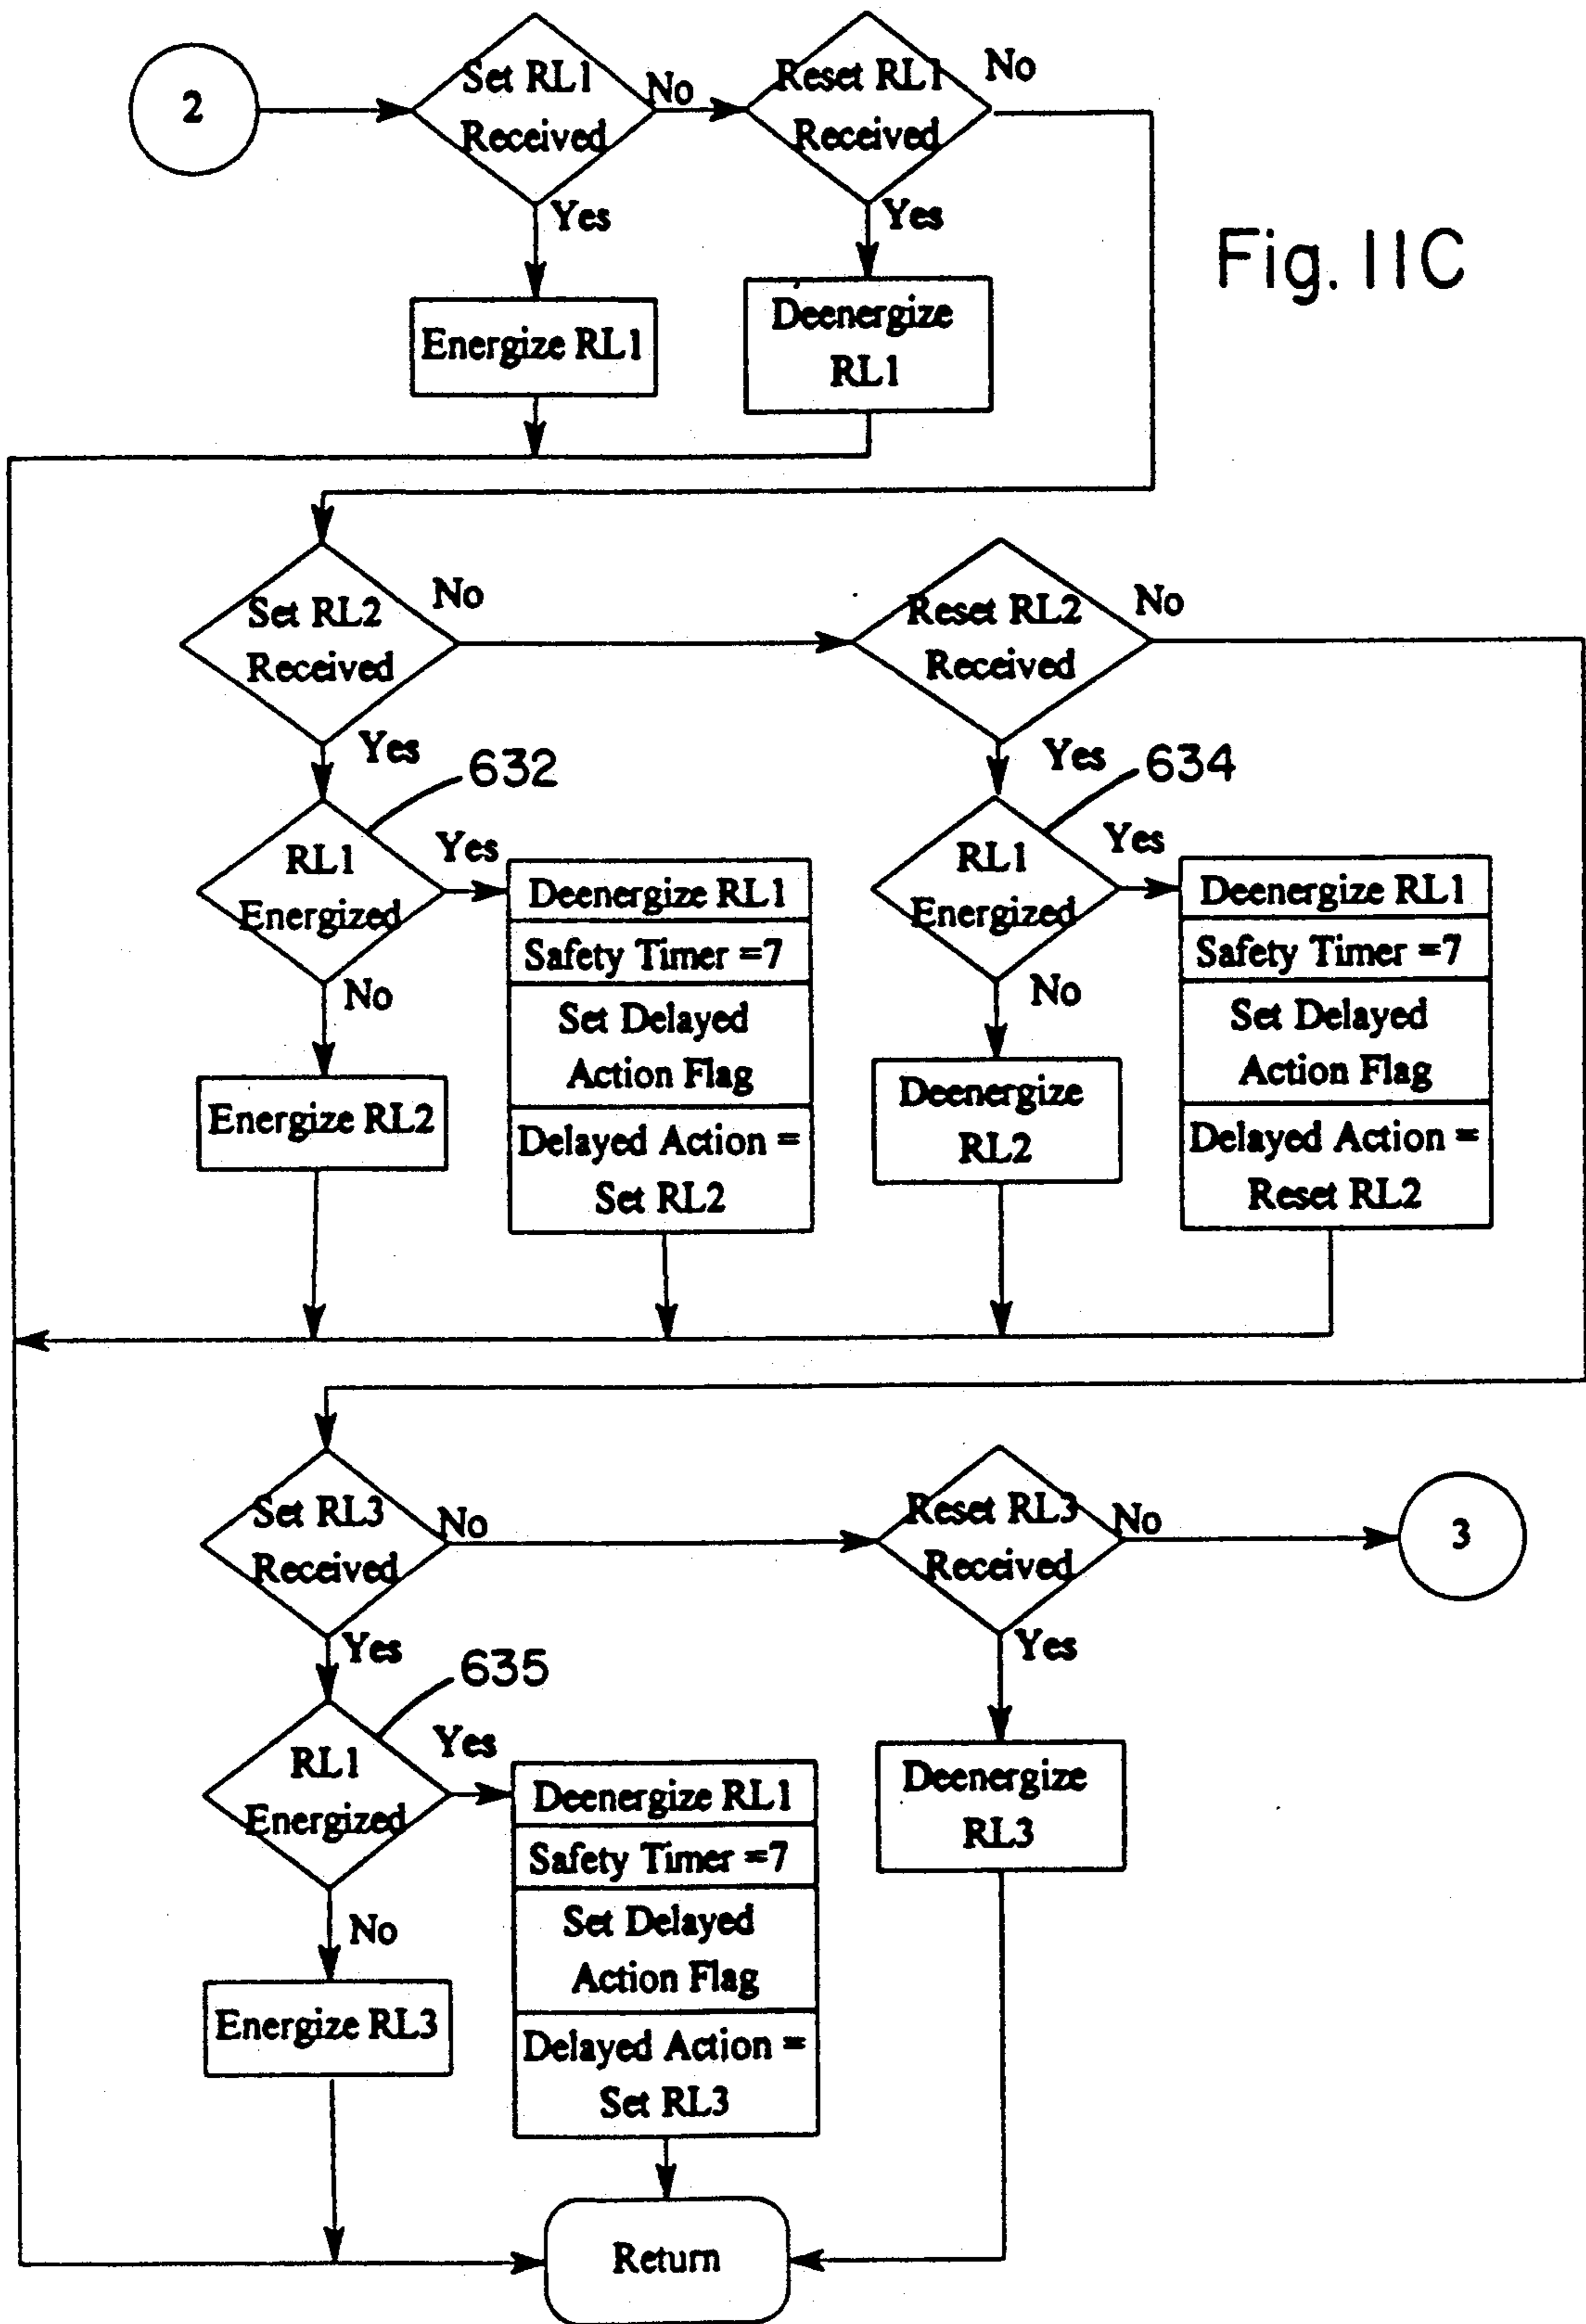 2
Set RL1
Received
No
Reset RL1
Received
No
Yes
Yes
Fig. 11C
Energize RL1
Deenergize
RL1
Set RL2
Received
No
Reset RL2
Received
No
Yes
632
Yes
634
RL1
Energized
Yes
Deenergize RL1
Safety Timer =7
Set Delayed
Action Flag
Delayed Action =
Set RL2
No
Energize RL2
RL1
Energized
Yes
Deenergize RL1
Safety Timer =7
Set Delayed
Action Flag
Delayed Action =
Reset RL2
No
Deenergize
RL2
Set RL3
Received
No
Reset RL3
Received
No
3
Yes
635
Yes
RL1
Energized
Yes
Deenergize RL1
Safety Timer =7
Set Delayed
Action Flag
Delayed Action =
Set RL3
Deenergize
RL3
No
Energize RL3
Return